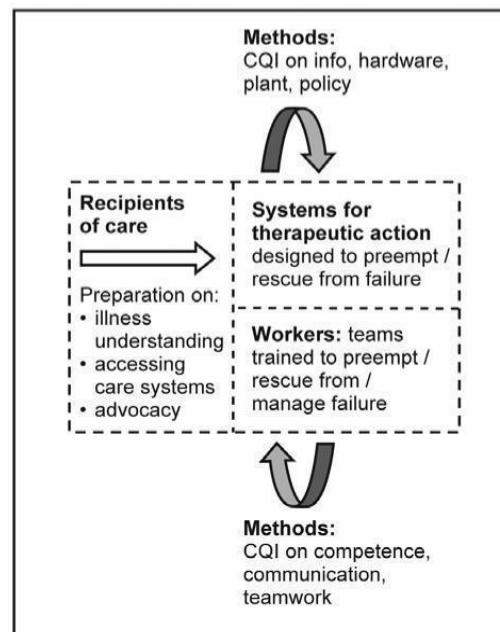 Methods:
CQI on info, hardware,
plant, policy
Recipients
of care
Preparation on:
• illness
understanding
• accessing
care systems
• advocacy
Systems for
therapeutic action
designed to preempt /
rescue from failure
Workers: teams
trained to preempt /
rescue from /
manage failure
Methods:
CQI on competence,
communication,
teamwork